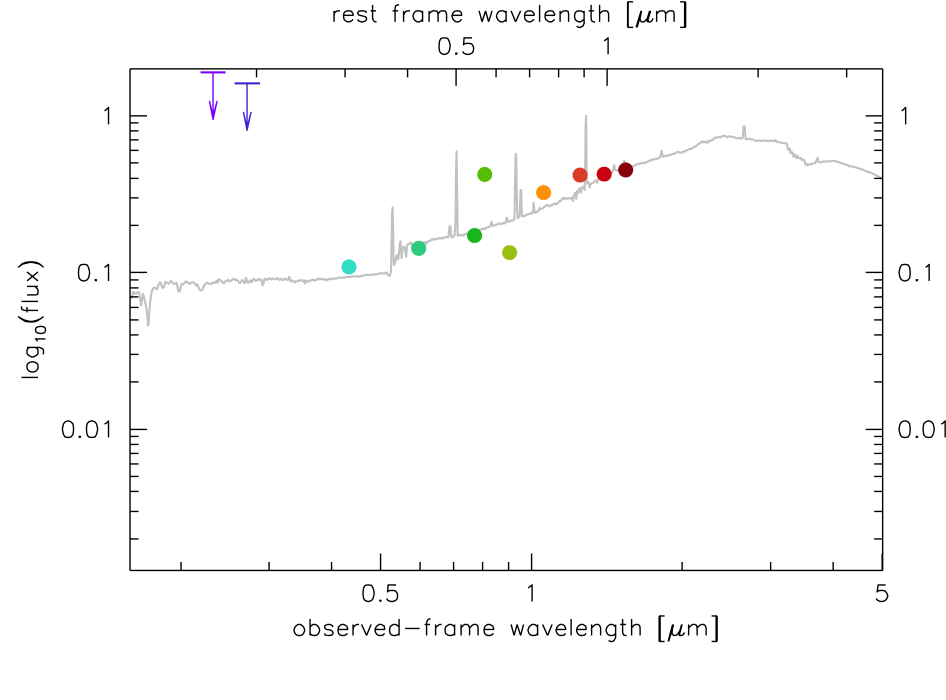 rest frame wavelength [μm]
0.5 1
1 1
0.1 0.1
log10(flux)
0.01 0.01
0.5 1 5
observed-frame wavelength [μm]